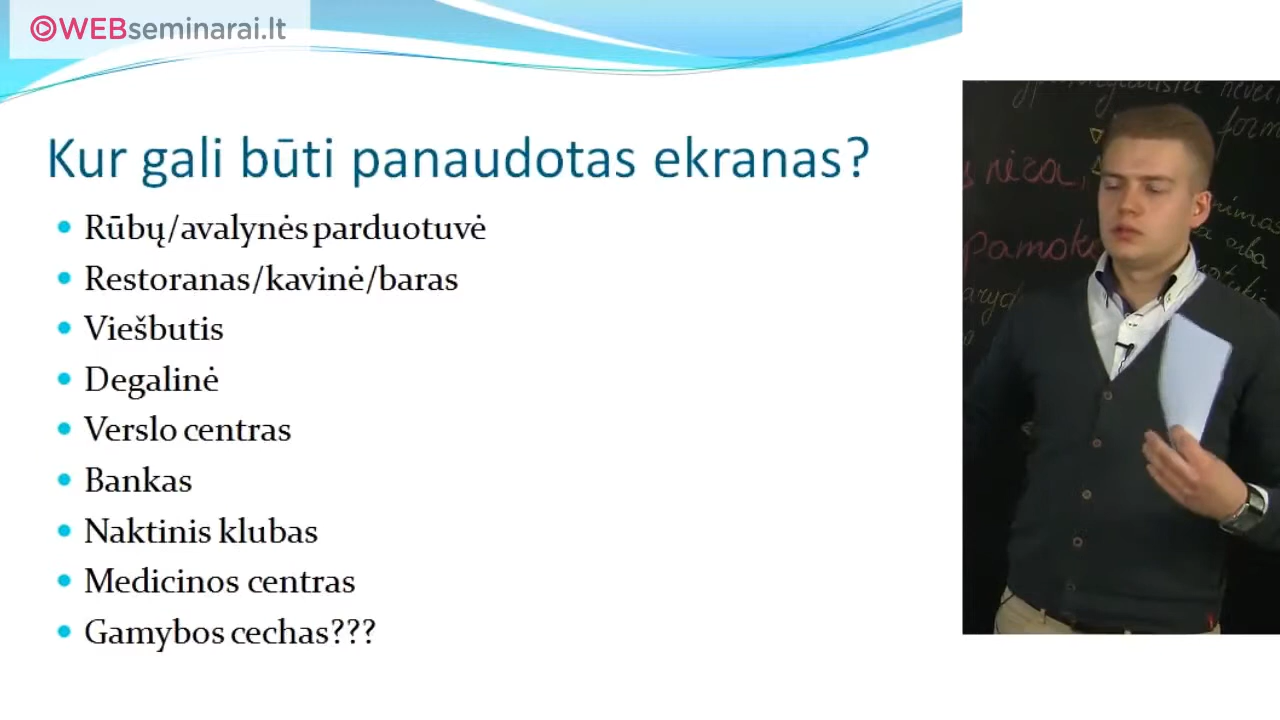 WEBseminarai.lt
Kur gali būti panaudotas ekranas?
Rūbų/avalynės parduotuvė
Restoranas/kavinė/baras
Viešbutis
Degalinė
Verslo centras
Bankas
Naktinis klubas
Medicinos centras
Gamybos cechas???